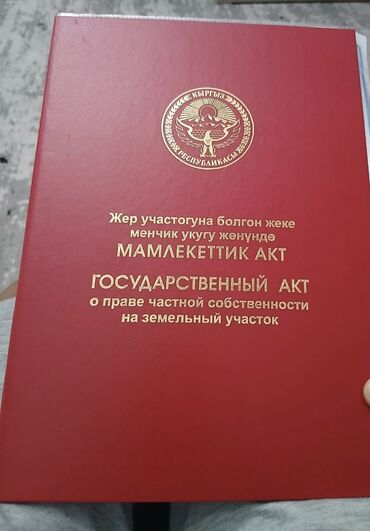 КЫРГЫЗ
РЕСПУБЛИКАСЫ
Жер участогуна болгон жеке
менчик укугу жөнүндө
МАМЛЕКЕТТИК АКТ
ГОСУДАРСТВЕННЫЙ АКТ
о праве частной собственности
на земельный участок